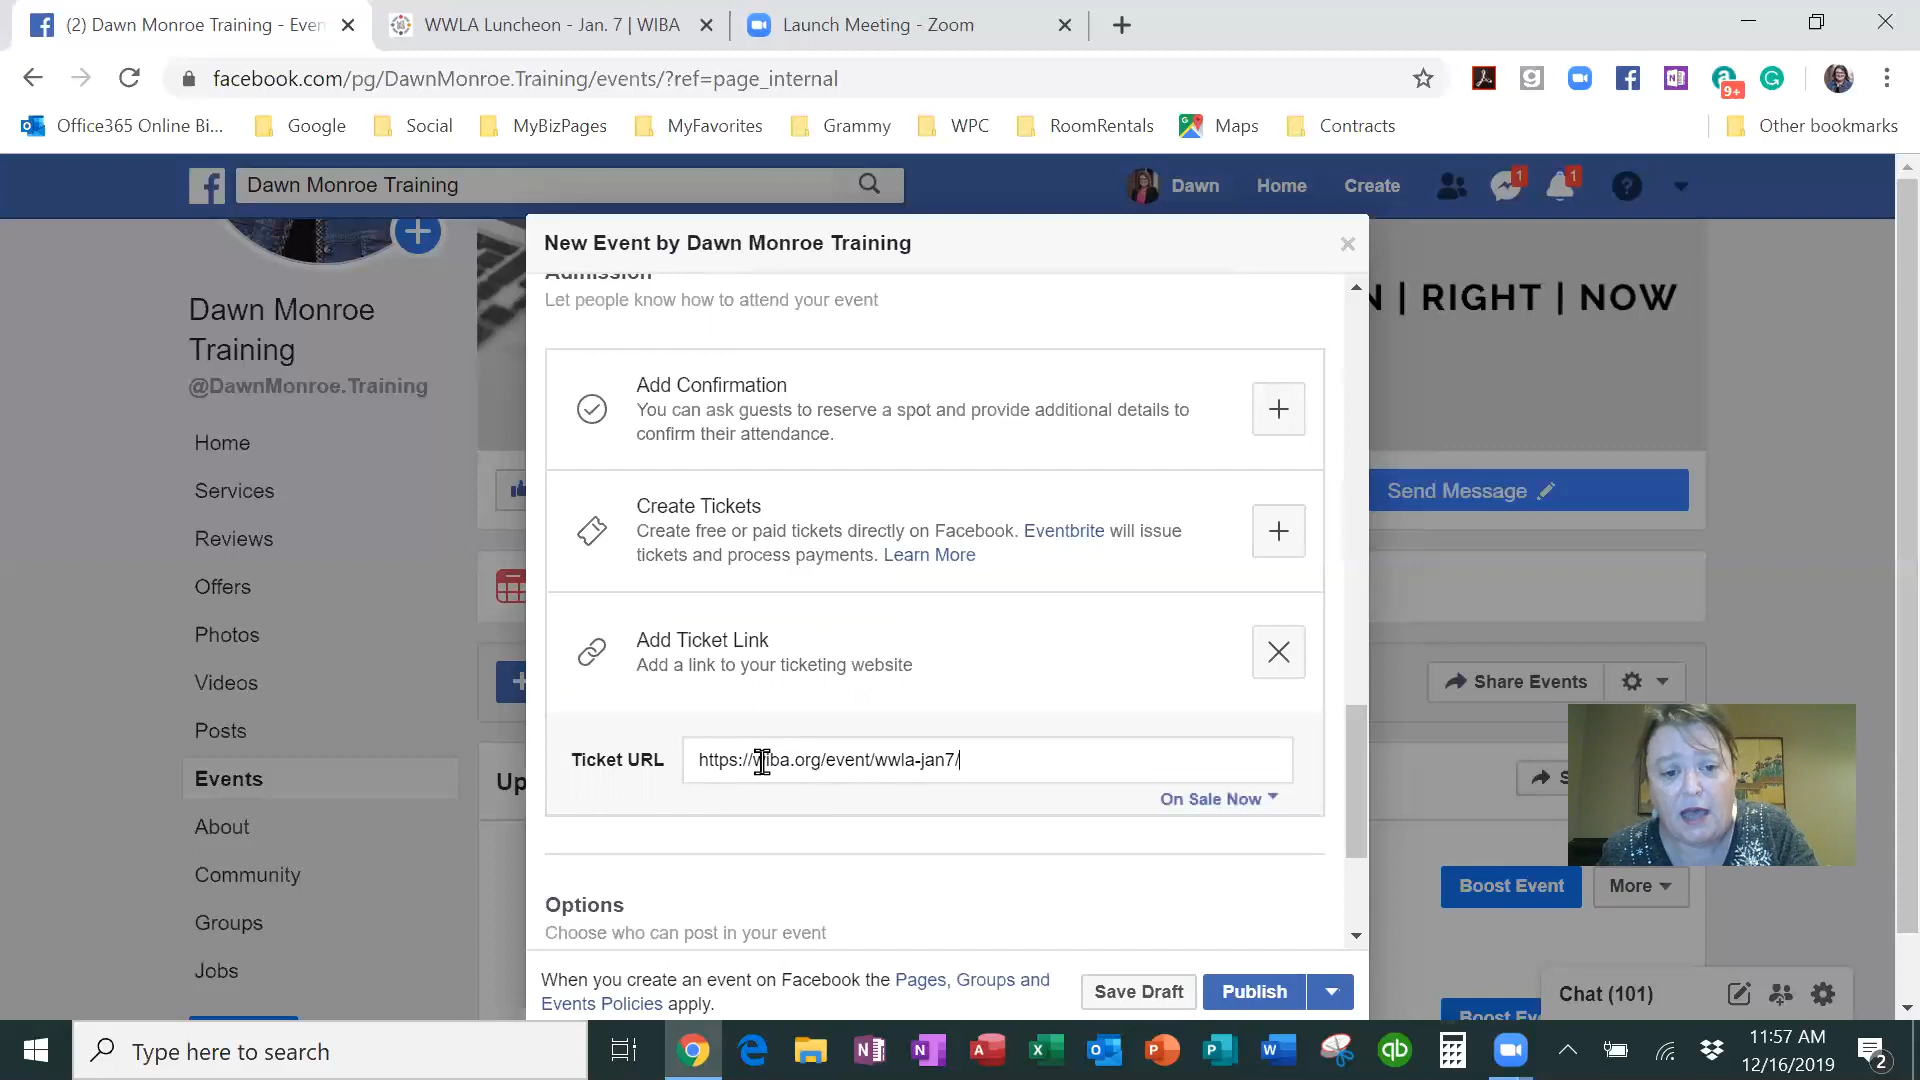 (2) Dawn Monroe Training - Even
WWLA Luncheon - Jan. 7 | WIBA
Launch Meeting - Zoom
facebook.com/pg/DawnMonroe.Training/events/?ref=page_internal
9+
Office365 Online Bi...
Google
Social
MyBizPages
MyFavorites
Grammy
WPC
RoomRentals
Maps
Contracts
Other bookmarks
Dawn Monroe Training
Dawn
Home
Create
1
1
New Event by Dawn Monroe Training
N | RIGHT | NOW
Dawn Monroe
Training
@DawnMonroe.Training
Home
Services
Reviews
Offers
Photos
Videos
Posts
Events
About
Community
Groups
Jobs
Admission
Let people know how to attend your event
Add Confirmation
You can ask guests to reserve a spot and provide additional details to
confirm their attendance.
Create Tickets
Create free or paid tickets directly on Facebook. Eventbrite will issue
tickets and process payments. Learn More
Add Ticket Link
Add a link to your ticketing website
Ticket URL
https://wiba.org/event/wwla-jan7/
On Sale Now
Options
Choose who can post in your event
When you create an event on Facebook the Pages, Groups and
Events Policies apply.
Save Draft
Publish
Send Message
Share Events
Up
Boost Event
More
Boost Ev
Chat (101)
Type here to search
11:57 AM
12/16/2019
2